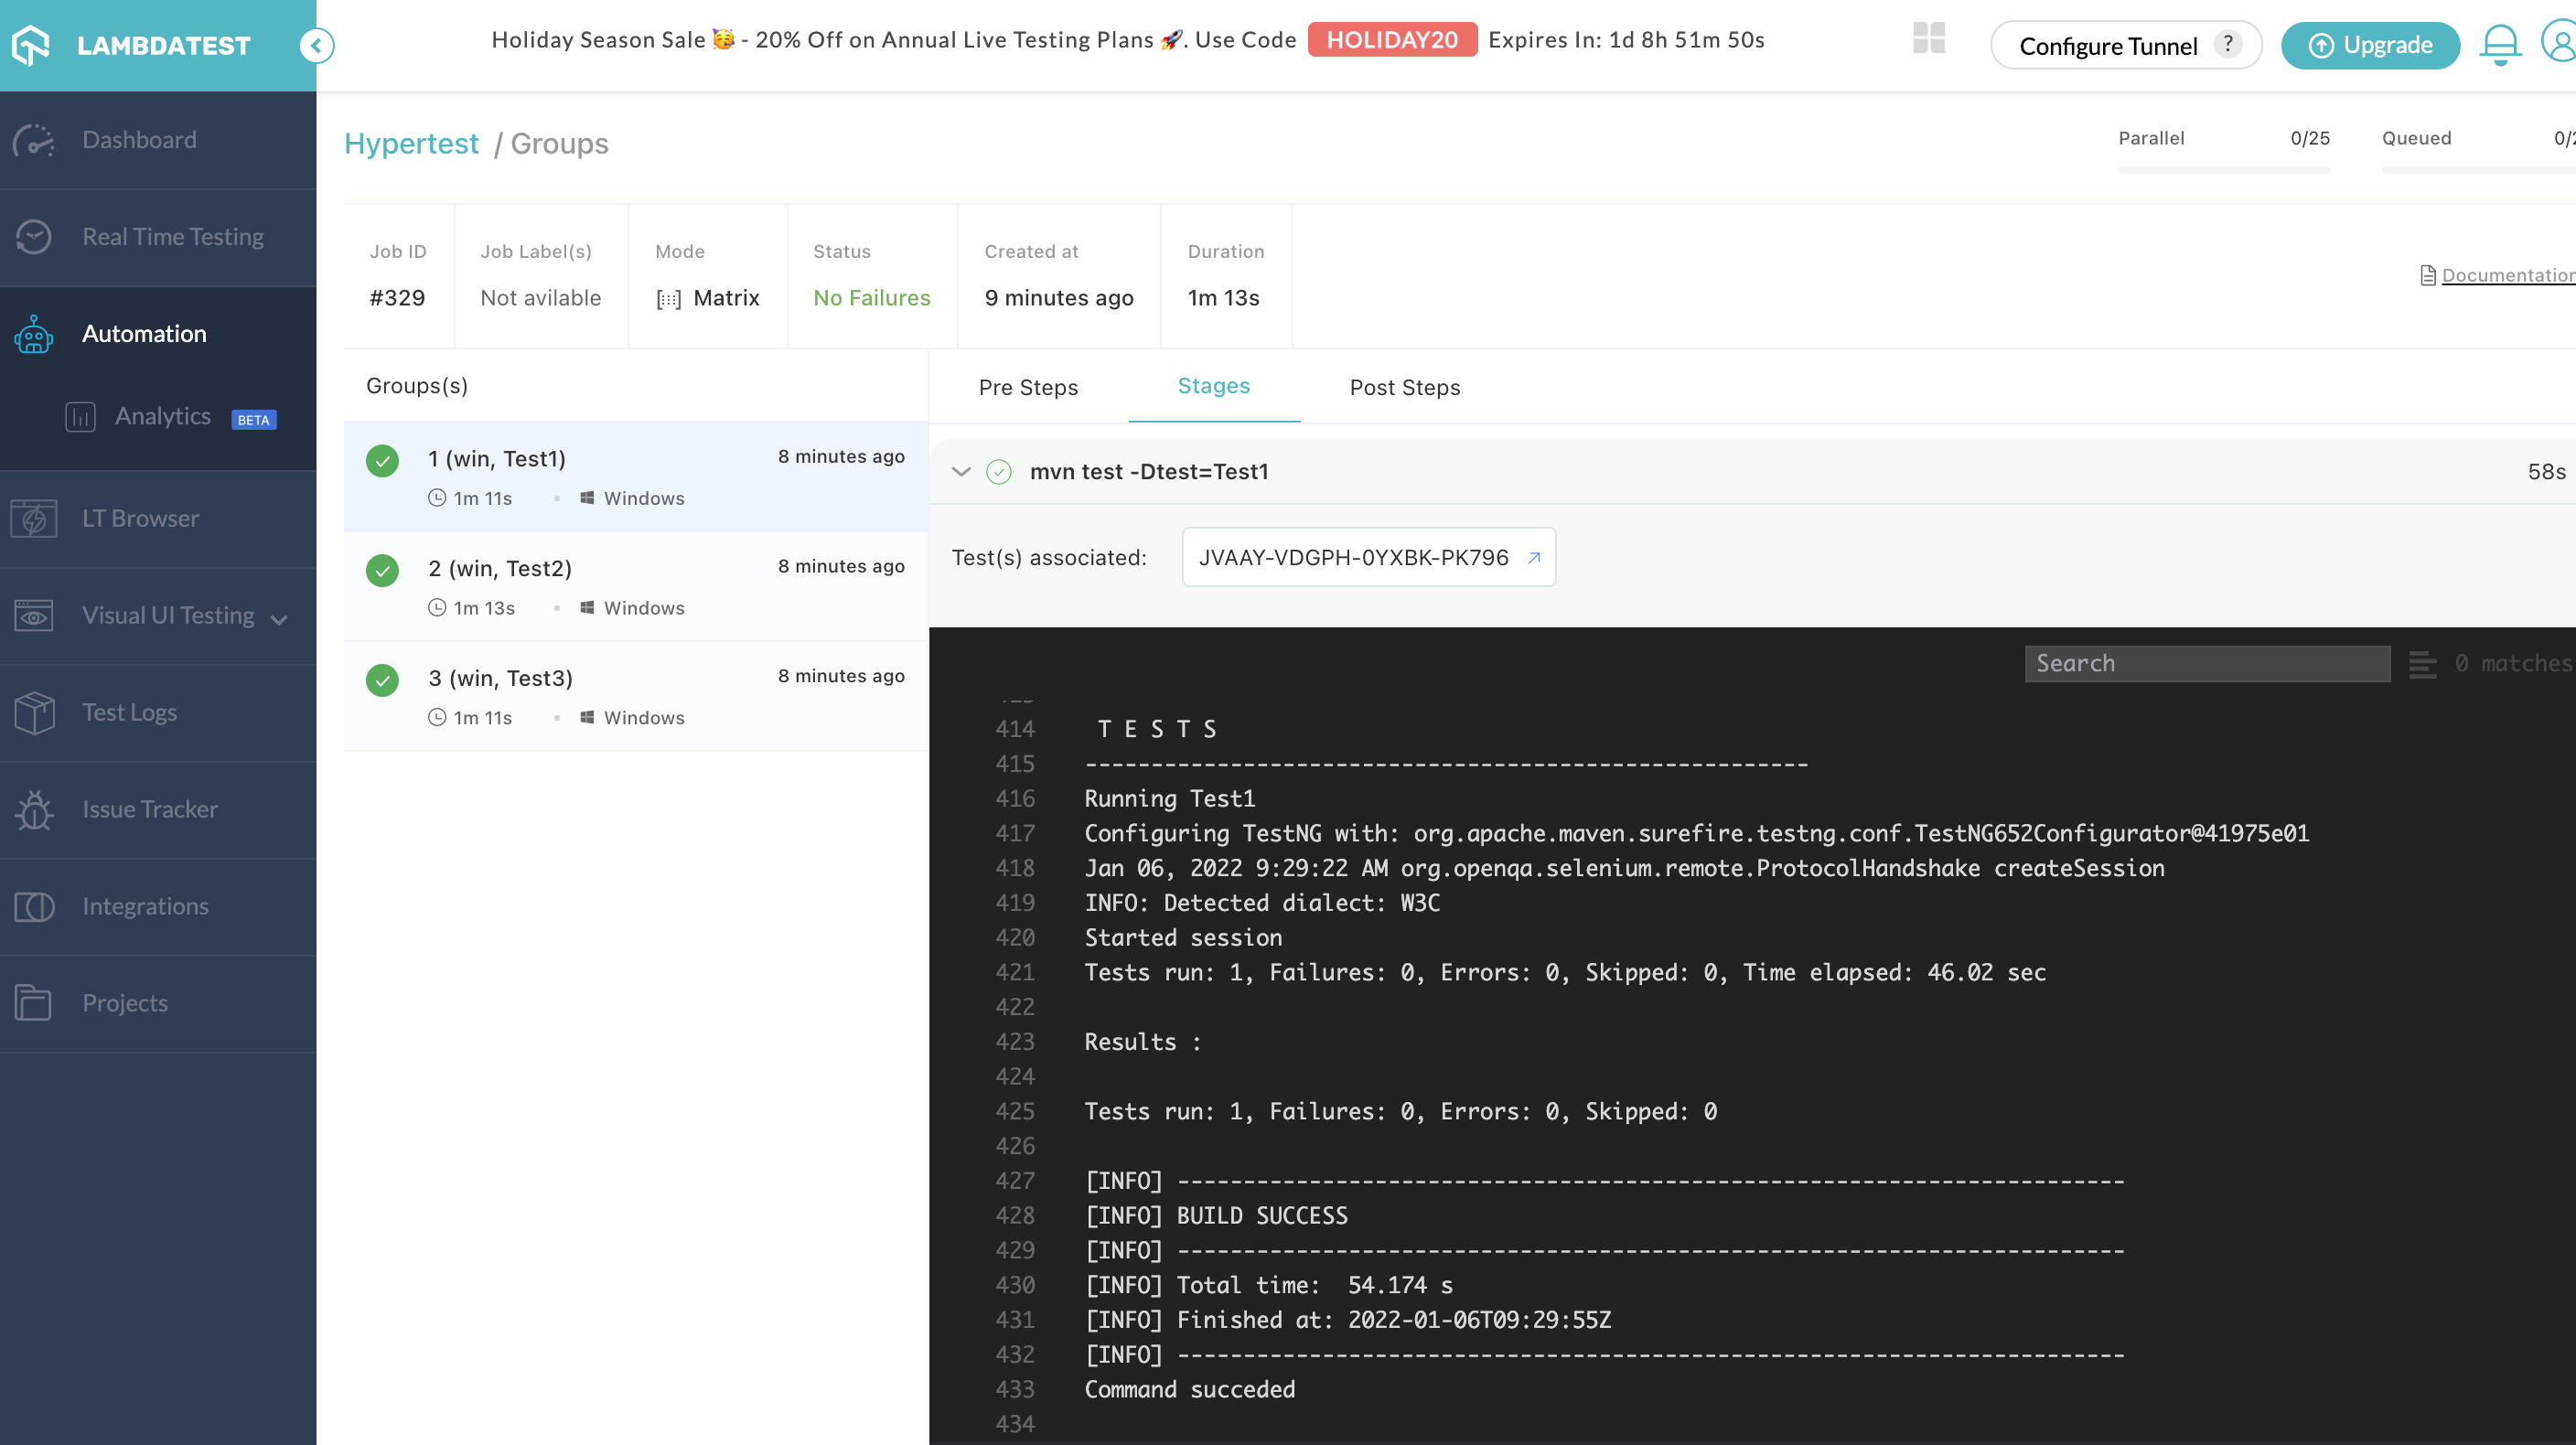 LAMBDATEST
Holiday Season Sale 🥳 - 20% Off on Annual Live Testing Plans 🚀. Use Code HOLIDAY20 Expires In: 1d 8h 51m 50s
Configure Tunnel ?
Upgrade
Dashboard
Real Time Testing
Automation
Analytics BETA
LT Browser
Visual UI Testing
Test Logs
Issue Tracker
Integrations
Projects
Hypertest / Groups
Parallel 0/25
Queued
Job ID
#329
Job Label(s)
Not avilable
Mode
Matrix
Status
No Failures
Created at
9 minutes ago
Duration
1m 13s
Documentation
Groups(s)
1 (win, Test1) 8 minutes ago
1m 11s • Windows
2 (win, Test2) 8 minutes ago
1m 13s • Windows
3 (win, Test3) 8 minutes ago
1m 11s • Windows
Pre Steps Stages Post Steps
mvn test -Dtest=Test1 58s
Test(s) associated: JVAAY-VDGPH-0YXBK-PK796
Search 0 matches
414 T E S T S
415 -------------------------------------------------------
416 Running Test1
417 Configuring TestNG with: org.apache.maven.surefire.testng.conf.TestNG652Configurator@41975e01
418 Jan 06, 2022 9:29:22 AM org.openqa.selenium.remote.ProtocolHandshake createSession
419 INFO: Detected dialect: W3C
420 Started session
421 Tests run: 1, Failures: 0, Errors: 0, Skipped: 0, Time elapsed: 46.02 sec
422
423 Results :
424
425 Tests run: 1, Failures: 0, Errors: 0, Skipped: 0
426
427 [INFO] ------------------------------------------------------------------------
428 [INFO] BUILD SUCCESS
429 [INFO] ------------------------------------------------------------------------
430 [INFO] Total time:  54.174 s
431 [INFO] Finished at: 2022-01-06T09:29:55Z
432 [INFO] ------------------------------------------------------------------------
433 Command succeded
434